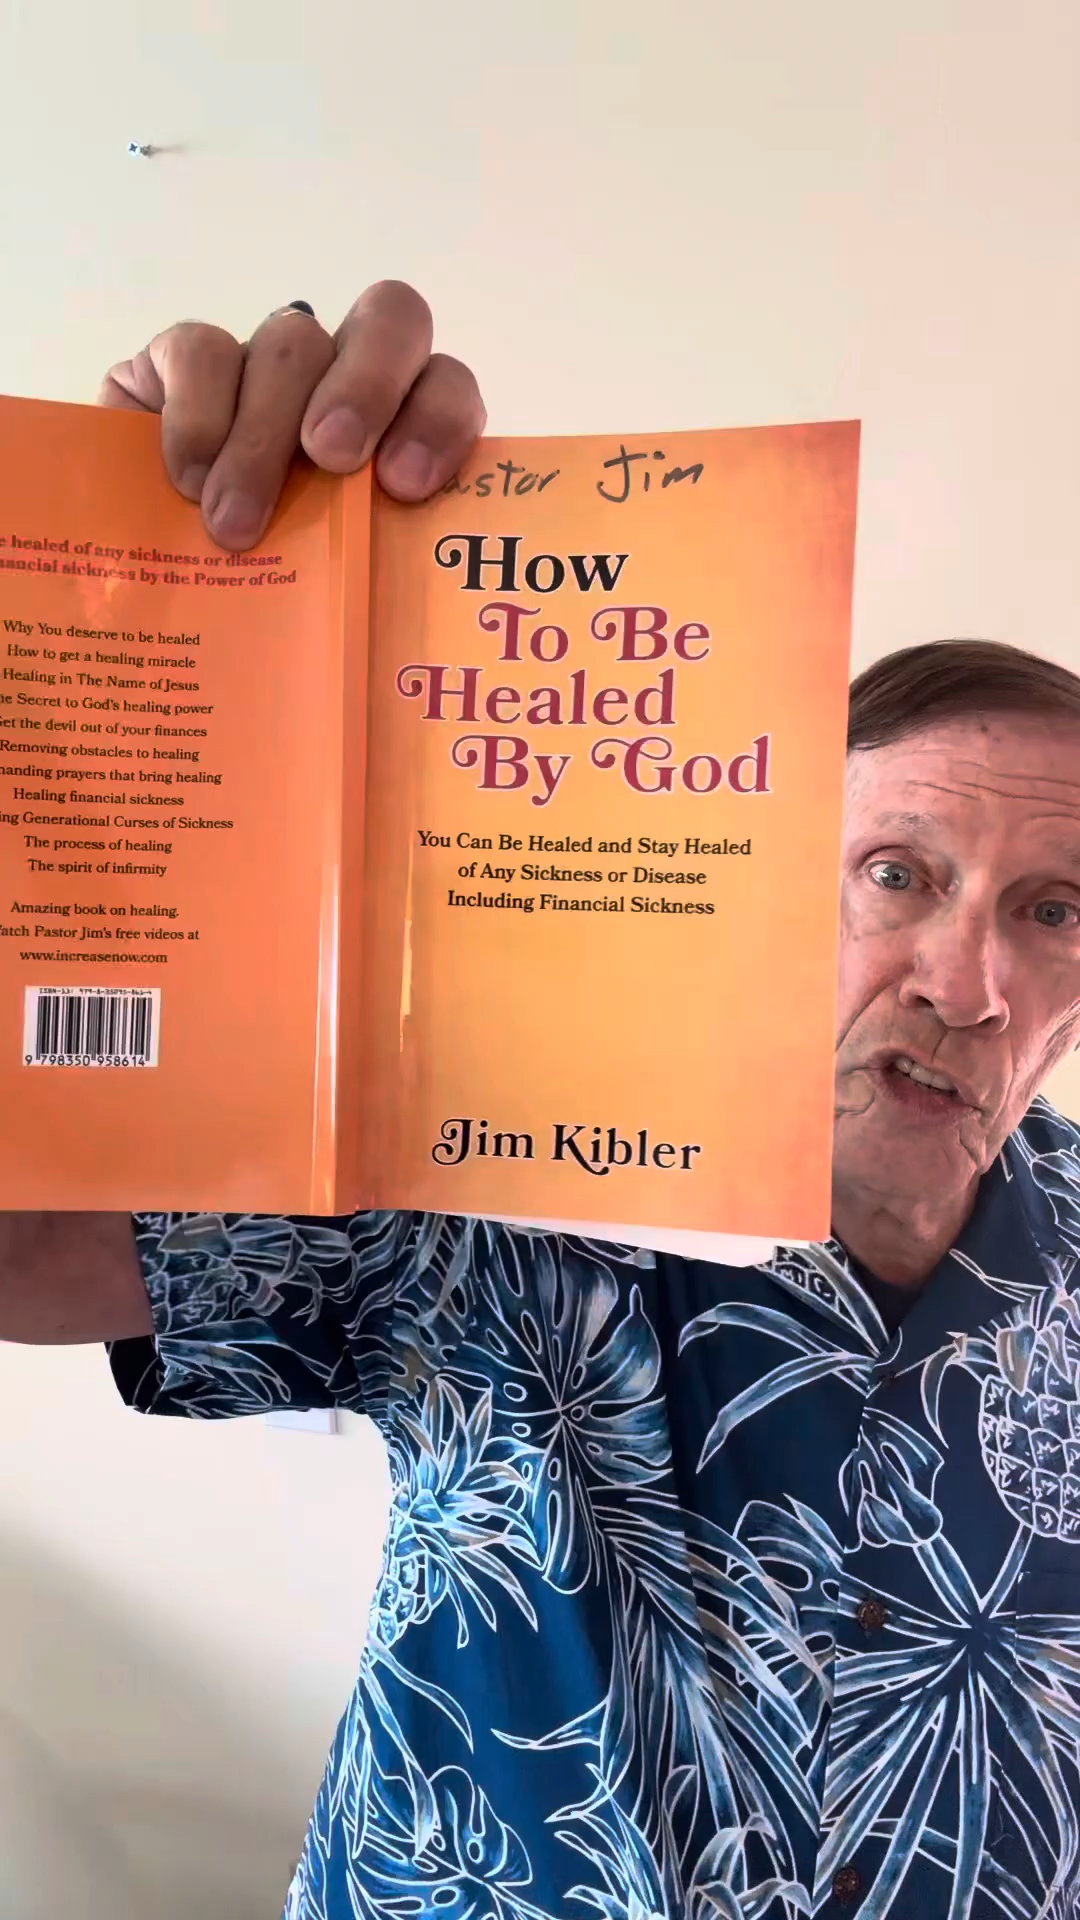 e healed of any sickness or disease
ancial sickness by the Power of God
Why You deserve to be healed
How to get a healing miracle
Healing in The Name of Jesus
e Secret to God's healing power
et the devil out of your finances
Removing obstacles to healing
manding prayers that bring healing
Healing financial sickness
ing Generational Curses of Sickness
The process of healing
The spirit of infirmity
Amazing book on healing.
atch Pastor Jim's free videos at
www.increasenow.com
9 798350 958614
astor Jim
How
To Be
Healed
By God
You Can Be Healed and Stay Healed
of Any Sickness or Disease
Including Financial Sickness
Jim Kibler